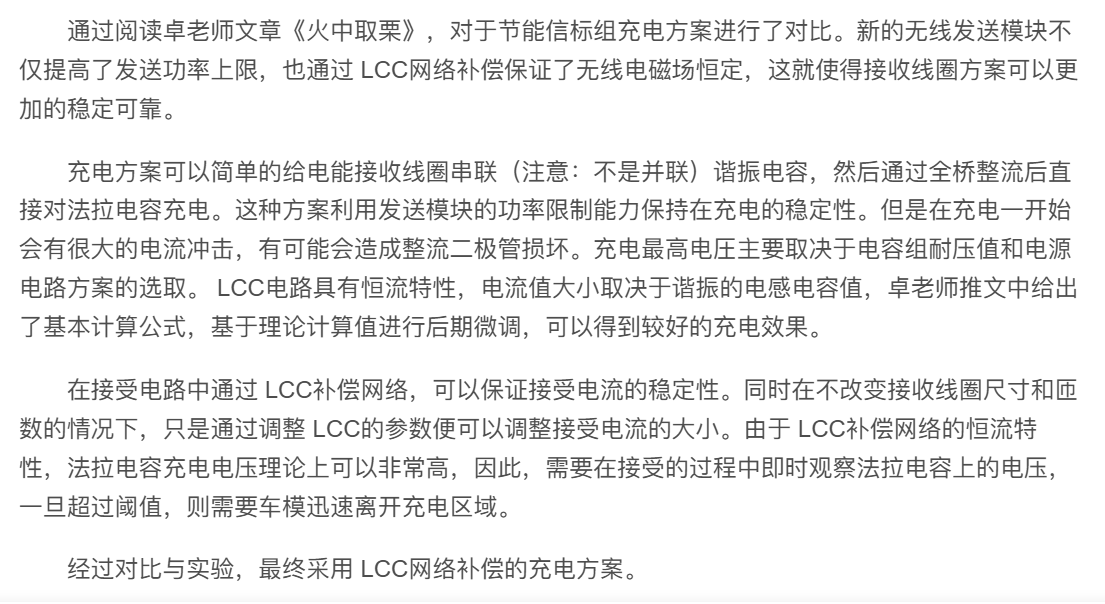 通过阅读卓老师文章《火中取栗》，对于节能信标组充电方案进行了对比。新的无线发送模块不
仅提高了发送功率上限，也通过 LCC网络补偿保证了无线电磁场恒定，这就使得接收线圈方案可以更
加的稳定可靠。
充电方案可以简单的给电能接收线圈串联（注意：不是并联）谐振电容，然后通过全桥整流后直
接对法拉电容充电。这种方案利用发送模块的功率限制能力保持在充电的稳定性。但是在充电一开始
会有很大的电流冲击，有可能会造成整流二极管损坏。充电最高电压主要取决于电容组耐压值和电源
电路方案的选取。 LCC电路具有恒流特性，电流值大小取决于谐振的电感电容值，卓老师推文中给出
了基本计算公式，基于理论计算值进行后期微调，可以得到较好的充电效果。
在接受电路中通过 LCC补偿网络，可以保证接受电流的稳定性。同时在不改变接收线圈尺寸和匝
数的情况下，只是通过调整 LCC的参数便可以调整接受电流的大小。由于 LCC补偿网络的恒流特
性，法拉电容充电电压理论上可以非常高，因此，需要在接受的过程中即时观察法拉电容上的电压，
一旦超过阈值，则需要车模迅速离开充电区域。
经过对比与实验，最终采用 LCC网络补偿的充电方案。